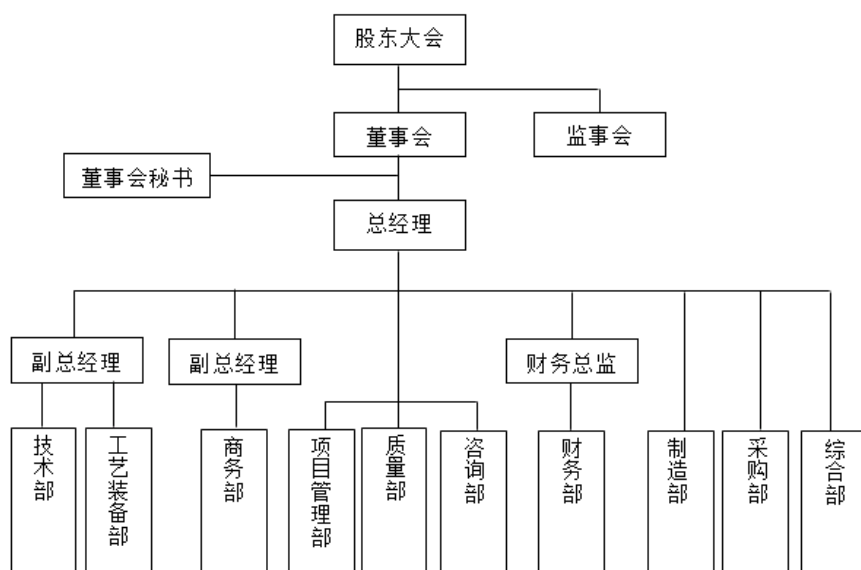 股东大会
董事会
监事会
董事会秘书
总经理
副总经理
副总经理
财务总监
技术部
工艺装备部
商务部
项目管理部
质量部
咨询部
财务部
制造部
采购部
综合部